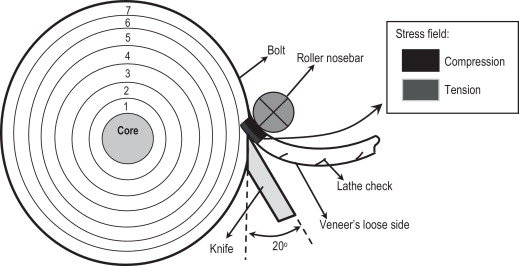 7
6
5
4
3
2
1
Core
Bolt
Roller nosebar
Stress field:
Compression
Tension
Lathe check
Veneer's loose side
Knife
20°